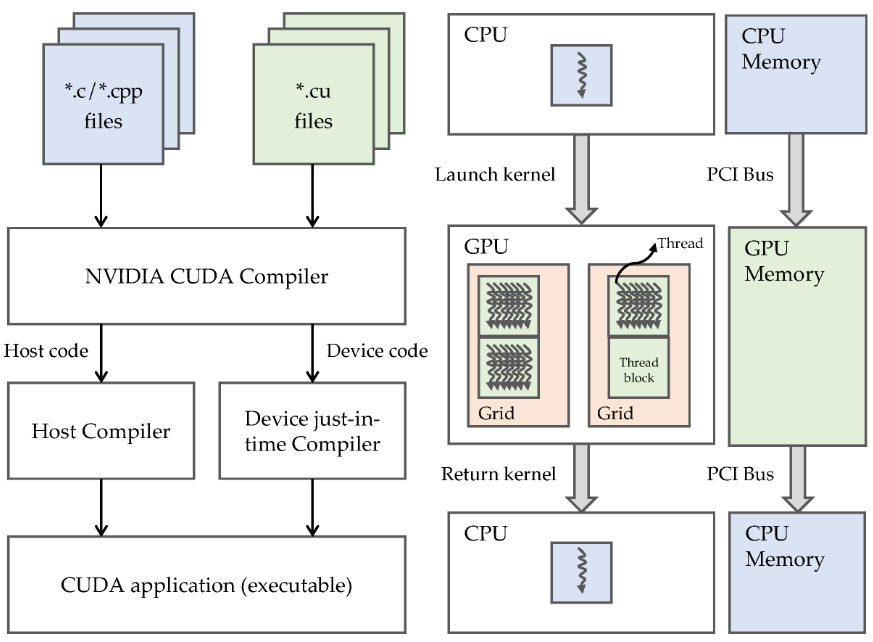 *.c/*.cpp
files
*.cu
files
NVIDIA CUDA Compiler
Host code
Device code
Host Compiler
Device just-in-
time Compiler
CUDA application (executable)
CPU
CPU
Memory
Launch kernel
PCI Bus
GPU
Thread
Thread
block
Grid
Grid
GPU
Memory
Return kernel
PCI Bus
CPU
CPU
Memory